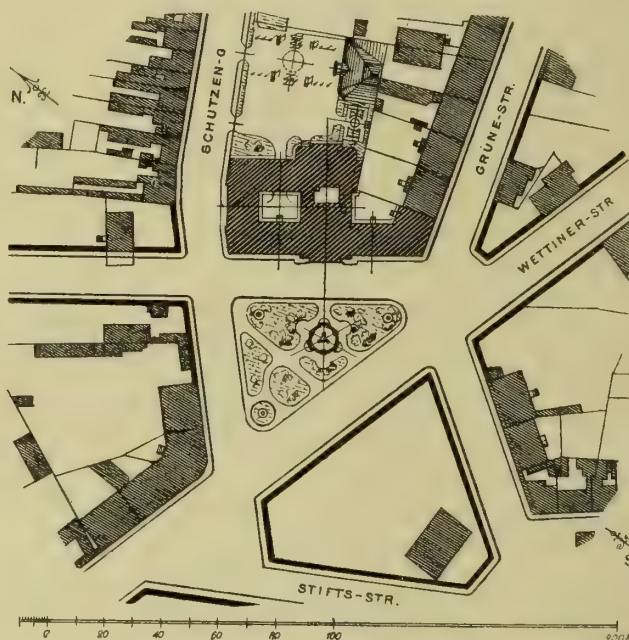 N.
SCHÜTZEN-G
GRÜNE-STR.
WETTINER-STR
STIFTS-STR.
S
0 20 40 60 80 100